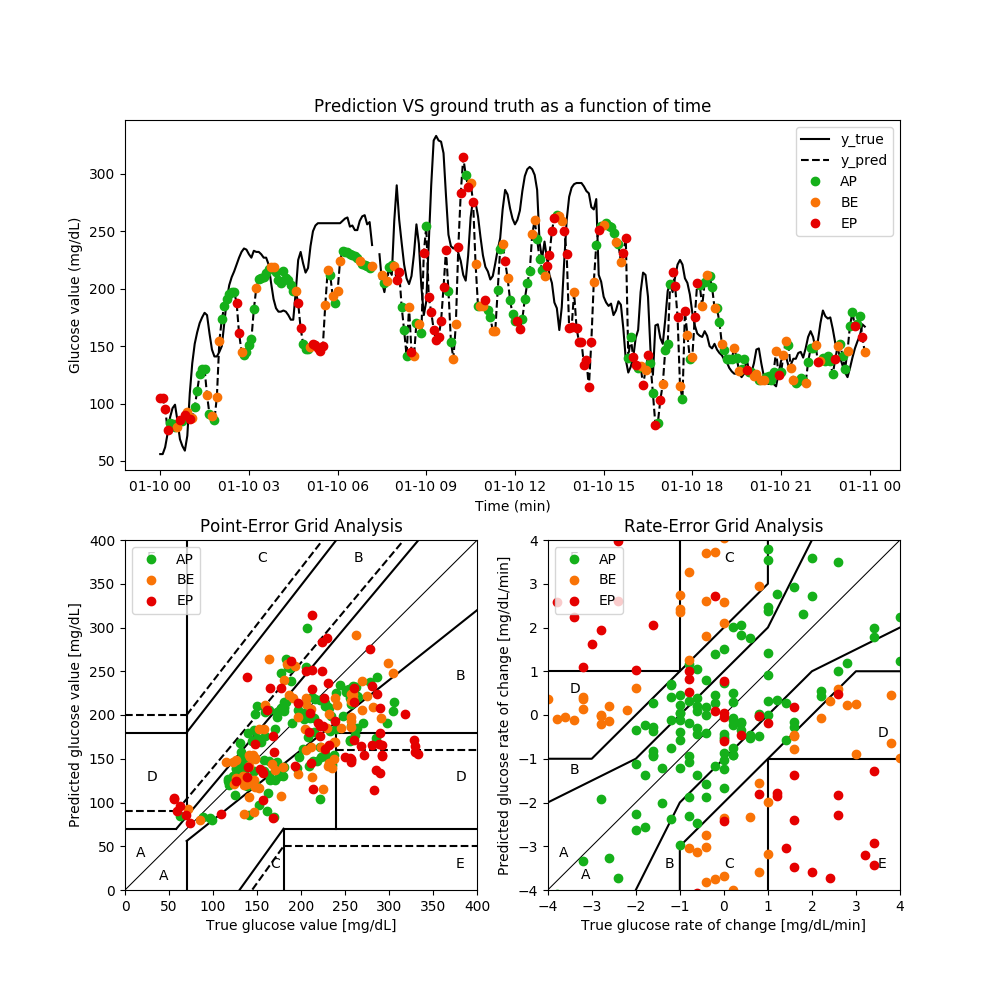 Prediction VS ground truth as a function of time
Glucose value (mg/dL)
300
250
200
150
100
50
y_true
y_pred
AP
BE
EP
01-10 00 01-10 03 01-10 06 01-10 09 01-10 12 01-10 15 01-10 18 01-10 21 01-11 00
Time (min)
Point-Error Grid Analysis
Predicted glucose value [mg/dL]
400
350
300
250
200
150
100
50
0
AP
BE
EP
C
B
B
D
D
A
A
C
E
0 50 100 150 200 250 300 350 400
True glucose value [mg/dL]
Rate-Error Grid Analysis
Predicted glucose rate of change [mg/dL/min]
4
3
2
1
0
−1
−2
−3
−4
AP
BE
EP
C
D
D
C
A
A
B
C
E
−4 −3 −2 −1 0 1 2 3 4
True glucose rate of change [mg/dL/min]